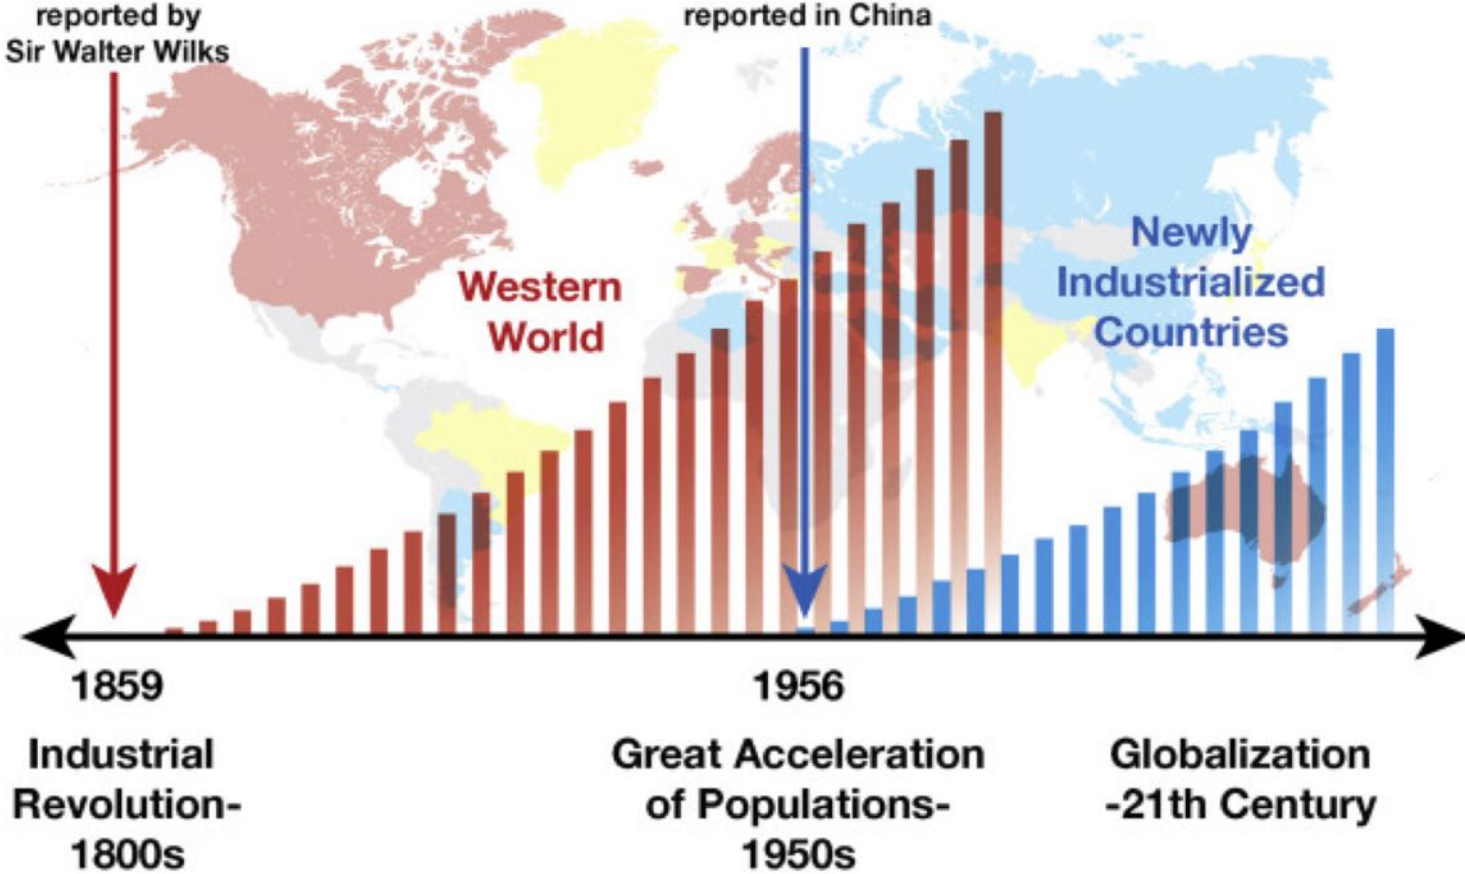 reported by
Sir Walter Wilks
reported in China
Western
World
Newly
Industrialized
Countries
1859
1956
Industrial
Revolution-
1800s
Great Acceleration
of Populations-
1950s
Globalization
-21th Century